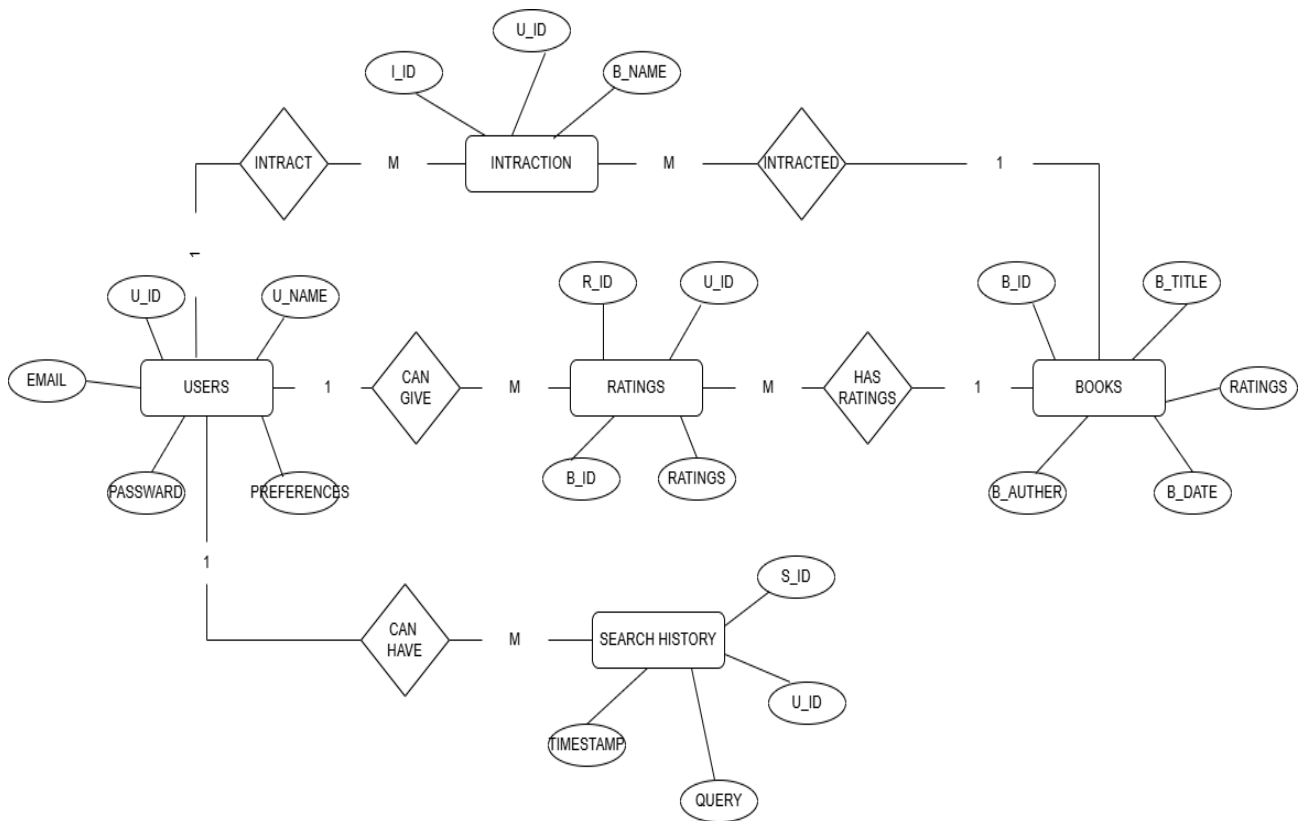 U_ID
I_ID
B_NAME
INTRACT
M
INTRACTION
M
INTRACTED
1
1
U_ID
U_NAME
R_ID
U_ID
B_ID
B_TITLE
EMAIL
USERS
1
CAN
GIVE
M
RATINGS
M
HAS
RATINGS
1
BOOKS
RATINGS
PASSWARD
PREFERENCES
B_ID
RATINGS
B_AUTHER
B_DATE
1
S_ID
CAN
HAVE
M
SEARCH HISTORY
U_ID
TIMESTAMP
QUERY